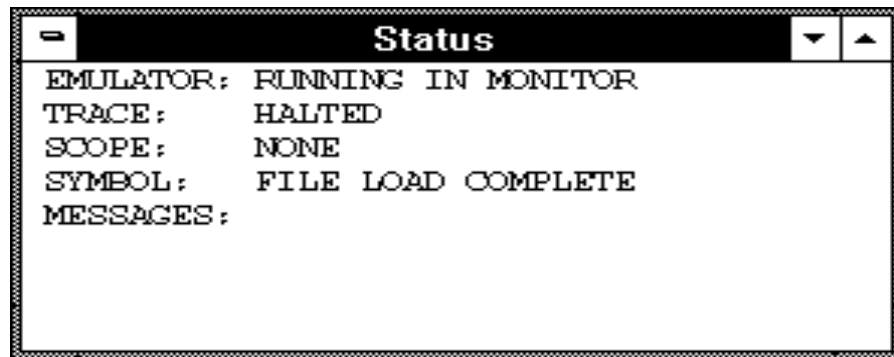 Status
EMULATOR: RUNNING IN MONITOR
TRACE: HALTED
SCOPE: NONE
SYMBOL: FILE LOAD COMPLETE
MESSAGES: